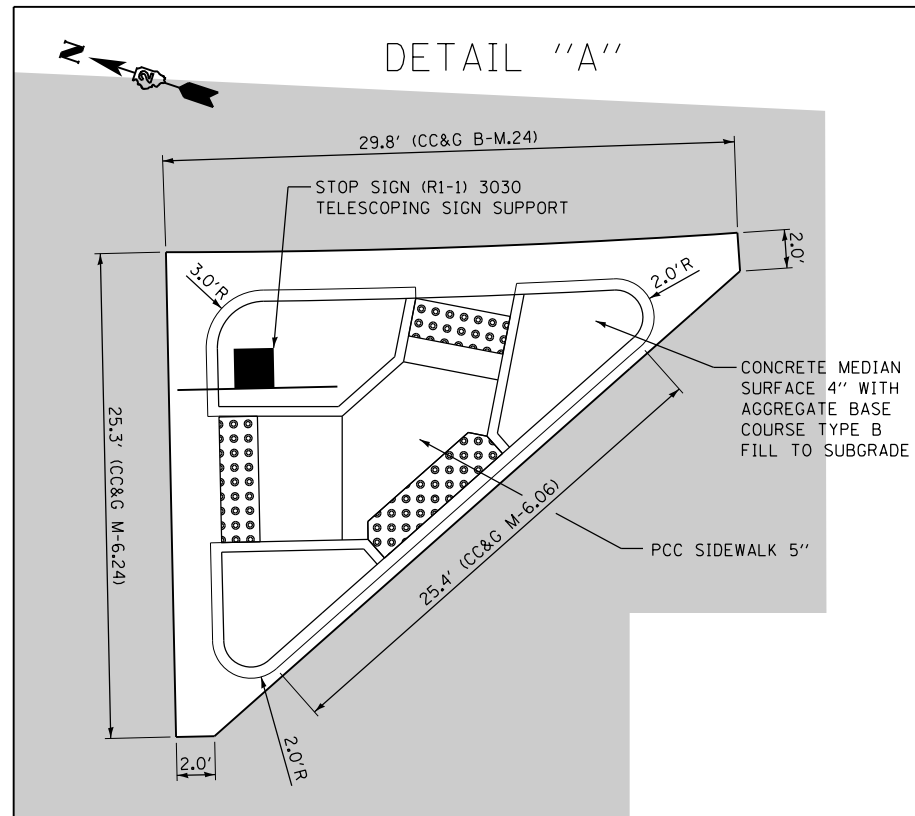 DETAIL "A"
N
2
29.8' (CC&G B-M.24)
STOP SIGN (R1-1) 3030
TELESCOPING SIGN SUPPORT
2.0'
3.0'R
2.0'R
CONCRETE MEDIAN
SURFACE 4" WITH
AGGREGATE BASE
COURSE TYPE B
FILL TO SUBGRADE
25.3' (CC&G M-6.24)
25.4' (CC&G M-6.06)
PCC SIDEWALK 5"
2.0'
2.0'R